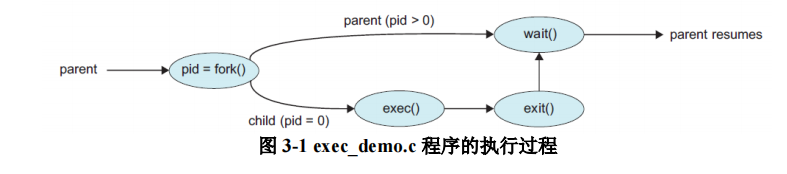 parent (pid > 0)
parent
pid = fork()
wait()
parent resumes
child (pid = 0)
exec()
exit()
图 3-1 exec_demo.c 程序的执行过程